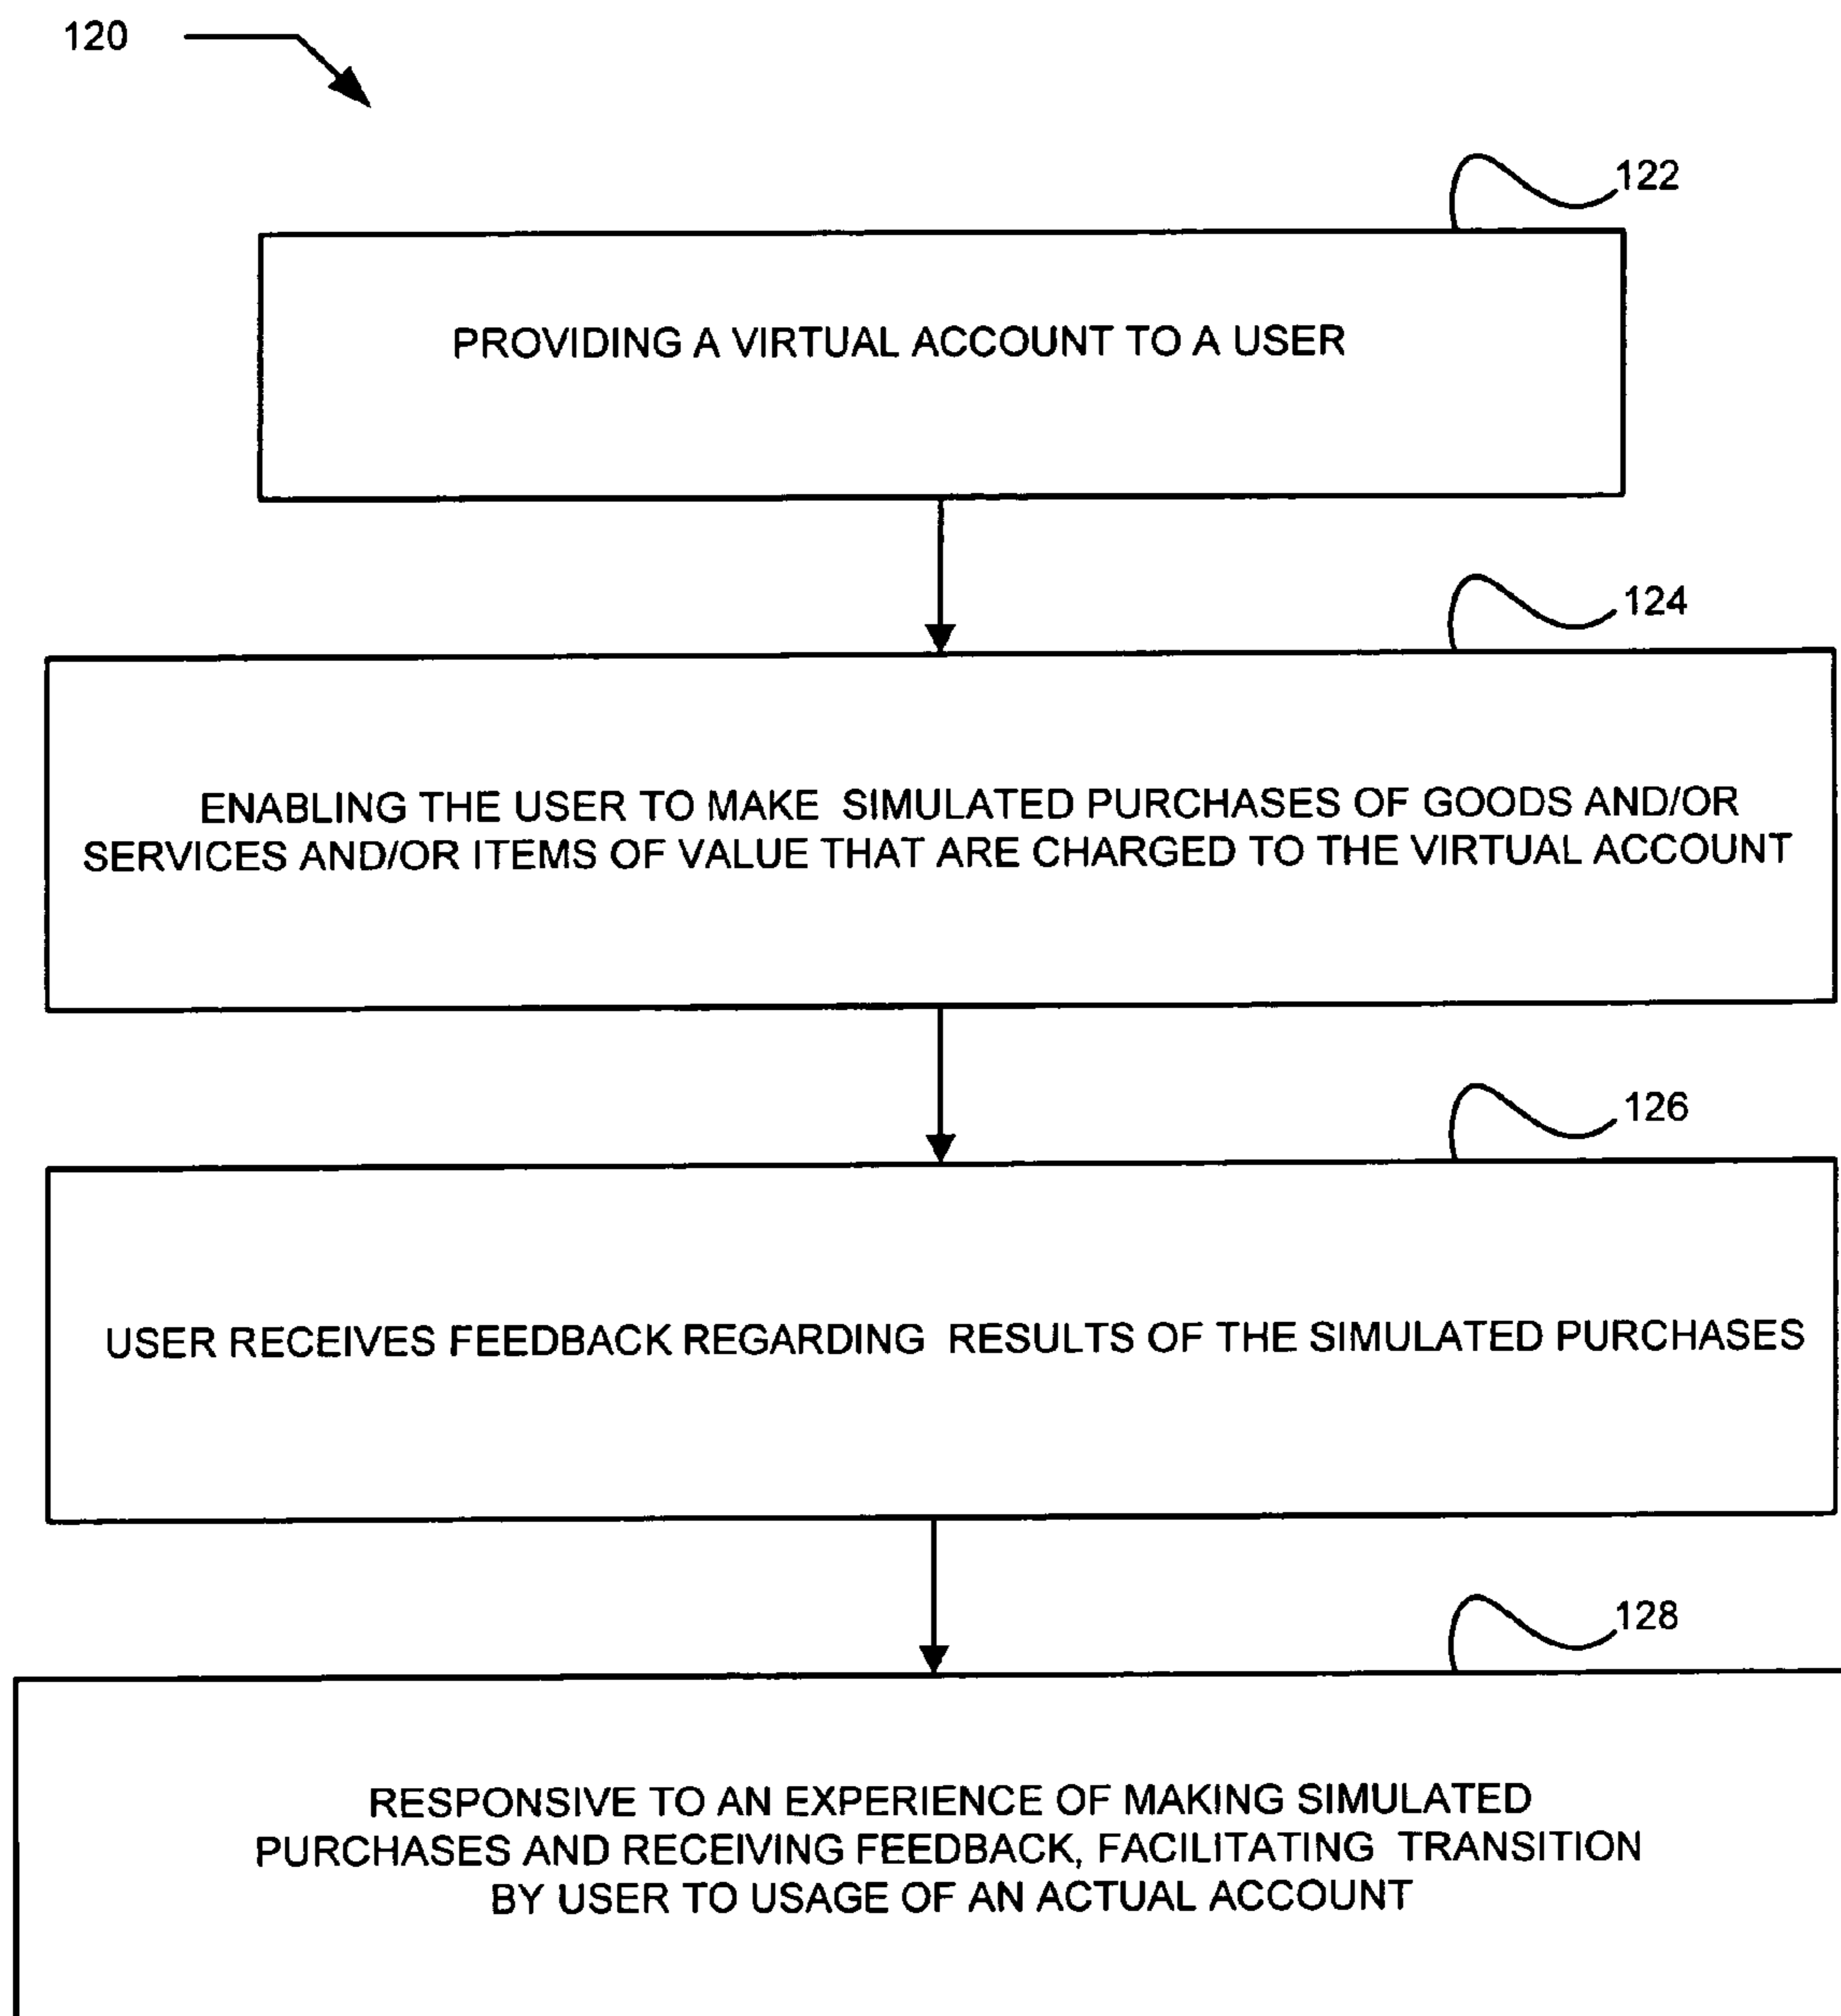 120
122
PROVIDING A VIRTUAL ACCOUNT TO A USER
124
ENABLING THE USER TO MAKE SIMULATED PURCHASES OF GOODS AND/OR
SERVICES AND/OR ITEMS OF VALUE THAT ARE CHARGED TO THE VIRTUAL ACCOUNT
126
USER RECEIVES FEEDBACK REGARDING RESULTS OF THE SIMULATED PURCHASES
128
RESPONSIVE TO AN EXPERIENCE OF MAKING SIMULATED
PURCHASES AND RECEIVING FEEDBACK, FACILITATING TRANSITION
BY USER TO USAGE OF AN ACTUAL ACCOUNT